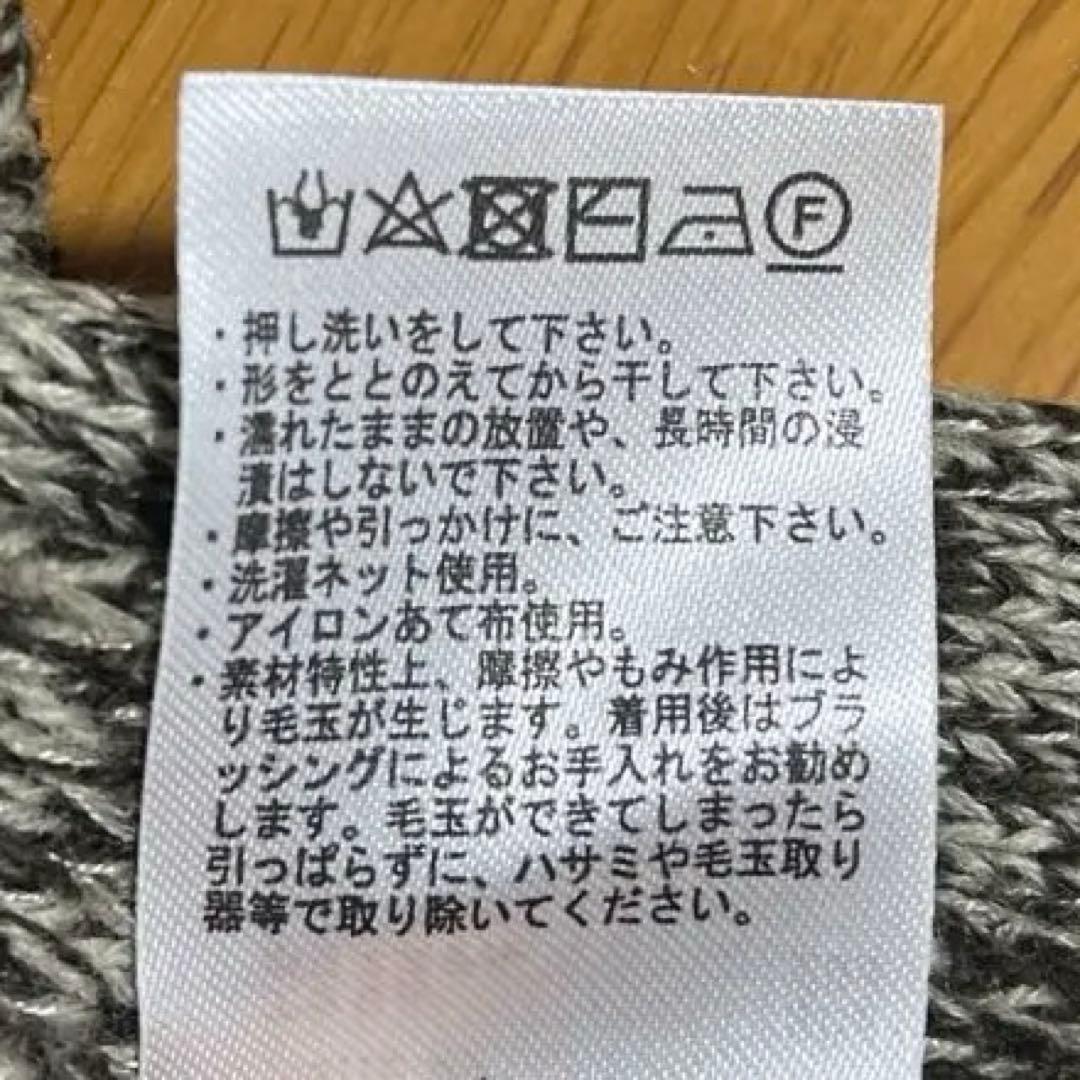 F
・押し洗いをして下さい。
・形をととのえてから干して下さい。
・濡れたままの放置や、長時間の浸
漬はしないで下さい。
・摩擦や引っかけに、ご注意下さい。
・洗濯ネット使用。
・アイロンあて布使用。
・素材特性上、摩擦やもみ作用によ
り毛玉が生じます。着用後はブラ
ッシングによるお手入れをお勧め
します。毛玉ができてしまったら
引っぱらずに、ハサミや毛玉取り
器等で取り除いてください。